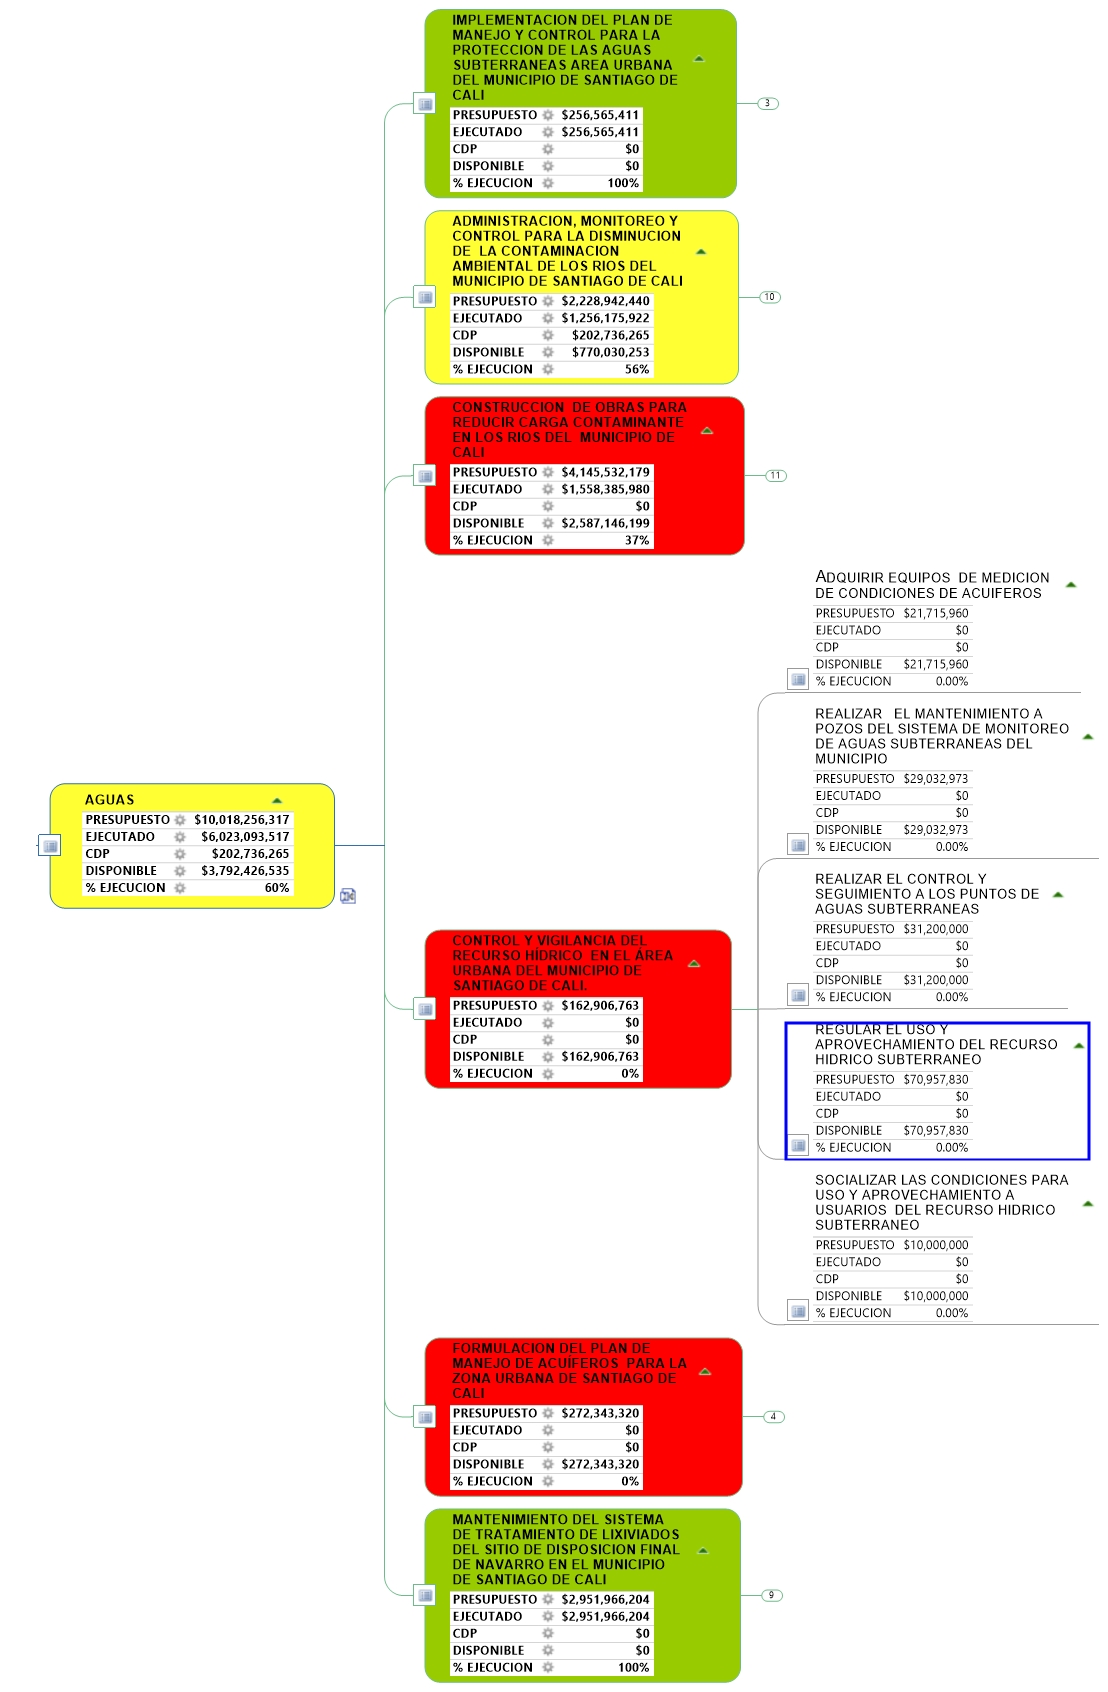 IMPLEMENTACION DEL PLAN DE
MANEJO Y CONTROL PARA LA
PROTECCION DE LAS AGUAS
SUBTERRANEAS AREA URBANA
DEL MUNICIPIO DE SANTIAGO DE
CALI
PRESUPUESTO $256,565,411
EJECUTADO $256,565,411
CDP $0
DISPONIBLE $0
% EJECUCION 100%
3
ADMINISTRACION, MONITOREO Y
CONTROL PARA LA DISMINUCION
DE LA CONTAMINACION
AMBIENTAL DE LOS RIOS DEL
MUNICIPIO DE SANTIAGO DE CALI
PRESUPUESTO $2,228,942,440
EJECUTADO $1,256,175,922
CDP $202,736,265
DISPONIBLE $770,030,253
% EJECUCION 56%
10
CONSTRUCCION DE OBRAS PARA
REDUCIR CARGA CONTAMINANTE
EN LOS RIOS DEL MUNICIPIO DE
CALI
PRESUPUESTO $4,145,532,179
EJECUTADO $1,558,385,980
CDP $0
DISPONIBLE $2,587,146,199
% EJECUCION 37%
11
AGUAS
PRESUPUESTO $10,018,256,317
EJECUTADO $6,023,093,517
CDP $202,736,265
DISPONIBLE $3,792,426,535
% EJECUCION 60%
CONTROL Y VIGILANCIA DEL
RECURSO HÍDRICO EN EL ÁREA
URBANA DEL MUNICIPIO DE
SANTIAGO DE CALI.
PRESUPUESTO $162,906,763
EJECUTADO $0
CDP $0
DISPONIBLE $162,906,763
% EJECUCION 0%
ADQUIRIR EQUIPOS DE MEDICION
DE CONDICIONES DE ACUIFEROS
PRESUPUESTO $21,715,960
EJECUTADO $0
CDP $0
DISPONIBLE $21,715,960
% EJECUCION 0.00%
REALIZAR EL MANTENIMIENTO A
POZOS DEL SISTEMA DE MONITOREO
DE AGUAS SUBTERRANEAS DEL
MUNICIPIO
PRESUPUESTO $29,032,973
EJECUTADO $0
CDP $0
DISPONIBLE $29,032,973
% EJECUCION 0.00%
REALIZAR EL CONTROL Y
SEGUIMIENTO A LOS PUNTOS DE
AGUAS SUBTERRANEAS
PRESUPUESTO $31,200,000
EJECUTADO $0
CDP $0
DISPONIBLE $31,200,000
% EJECUCION 0.00%
REGULAR EL USO Y
APROVECHAMIENTO DEL RECURSO
HIDRICO SUBTERRANEO
PRESUPUESTO $70,957,830
EJECUTADO $0
CDP $0
DISPONIBLE $70,957,830
% EJECUCION 0.00%
SOCIALIZAR LAS CONDICIONES PARA
USO Y APROVECHAMIENTO A
USUARIOS DEL RECURSO HIDRICO
SUBTERRANEO
PRESUPUESTO $10,000,000
EJECUTADO $0
CDP $0
DISPONIBLE $10,000,000
% EJECUCION 0.00%
FORMULACION DEL PLAN DE
MANEJO DE ACUÍFEROS PARA LA
ZONA URBANA DE SANTIAGO DE
CALI
PRESUPUESTO $272,343,320
EJECUTADO $0
CDP $0
DISPONIBLE $272,343,320
% EJECUCION 0%
4
MANTENIMIENTO DEL SISTEMA
DE TRATAMIENTO DE LIXIVIADOS
DEL SITIO DE DISPOSICION FINAL
DE NAVARRO EN EL MUNICIPIO
DE SANTIAGO DE CALI
PRESUPUESTO $2,951,966,204
EJECUTADO $2,951,966,204
CDP $0
DISPONIBLE $0
% EJECUCION 100%
9